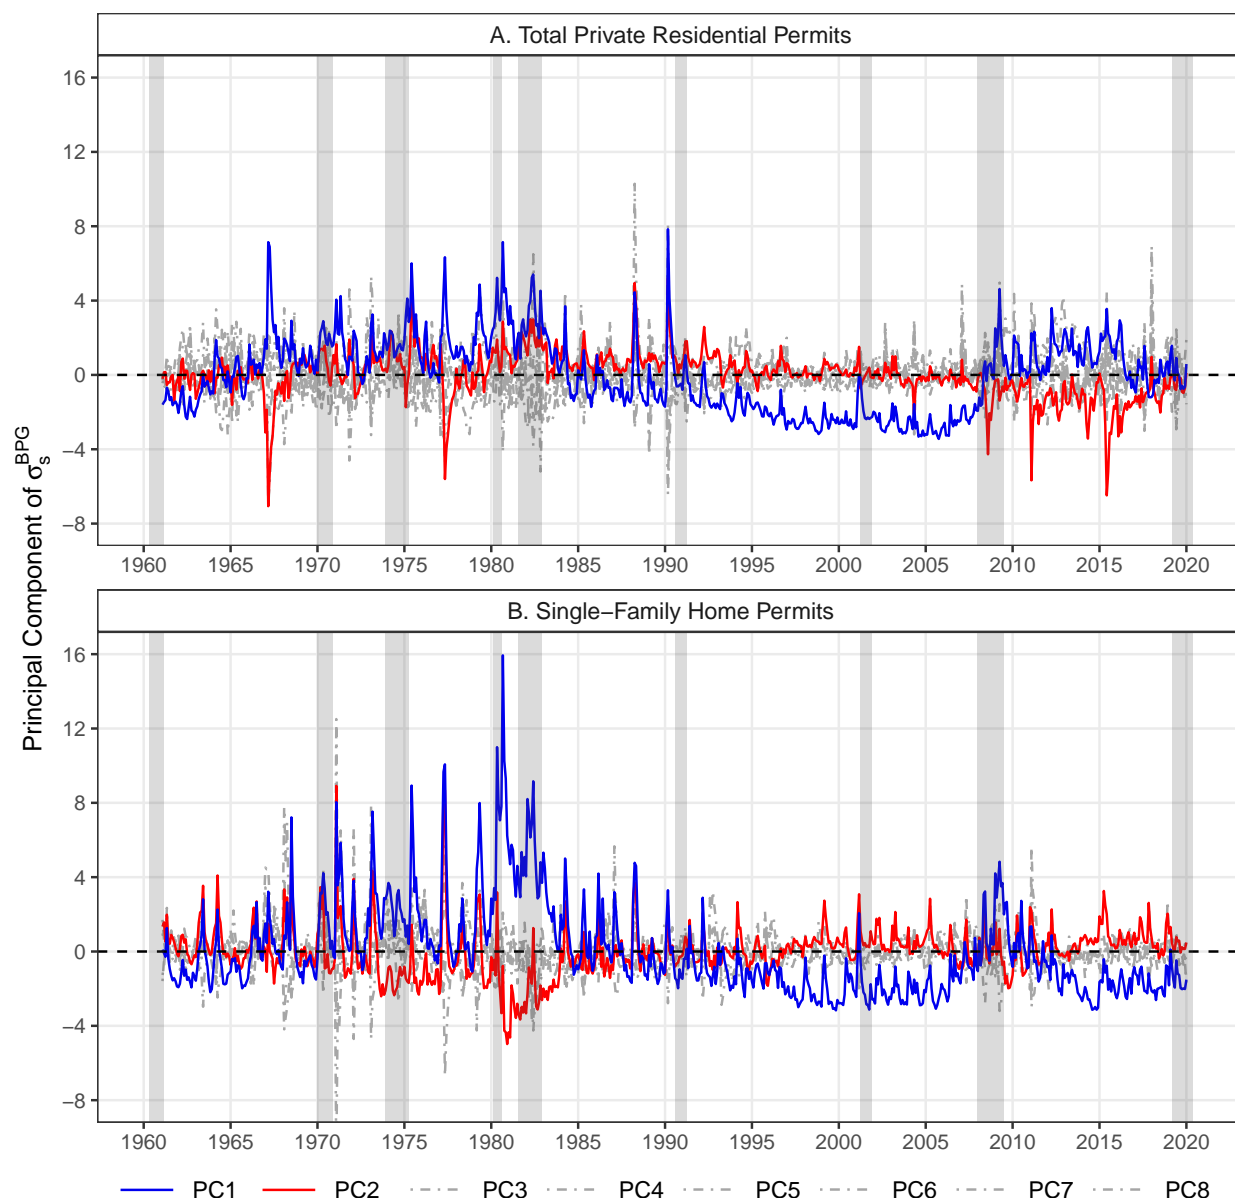 A. Total Private Residential Permits
16
12
8
4
0
−4
−8
1960 1965 1970 1975 1980 1985 1990 1995 2000 2005 2010 2015 2020
Principal Component of σ_s^BPG
B. Single−Family Home Permits
16
12
8
4
0
−4
−8
1960 1965 1970 1975 1980 1985 1990 1995 2000 2005 2010 2015 2020
PC1 PC2 PC3 PC4 PC5 PC6 PC7 PC8